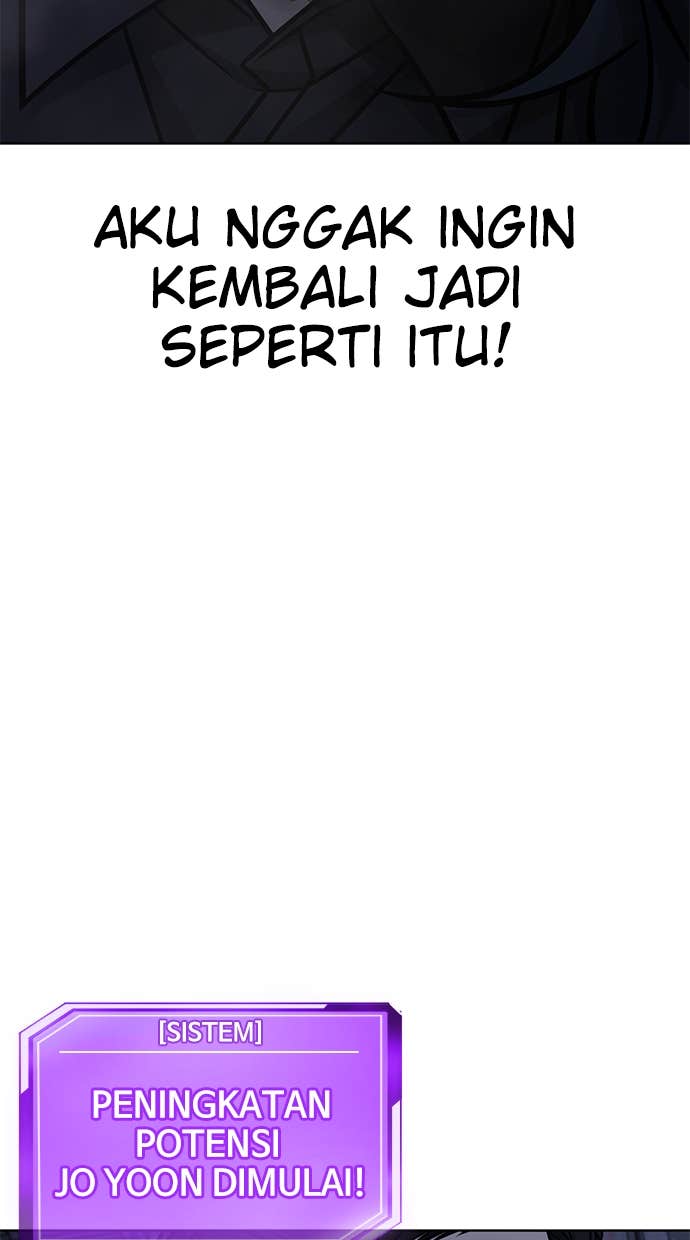 AKU NGGAK INGIN
KEMBALI JADI
SEPERTI ITU!
[SISTEM]
PENINGKATAN
POTENSI
JO YOON DIMULAI!